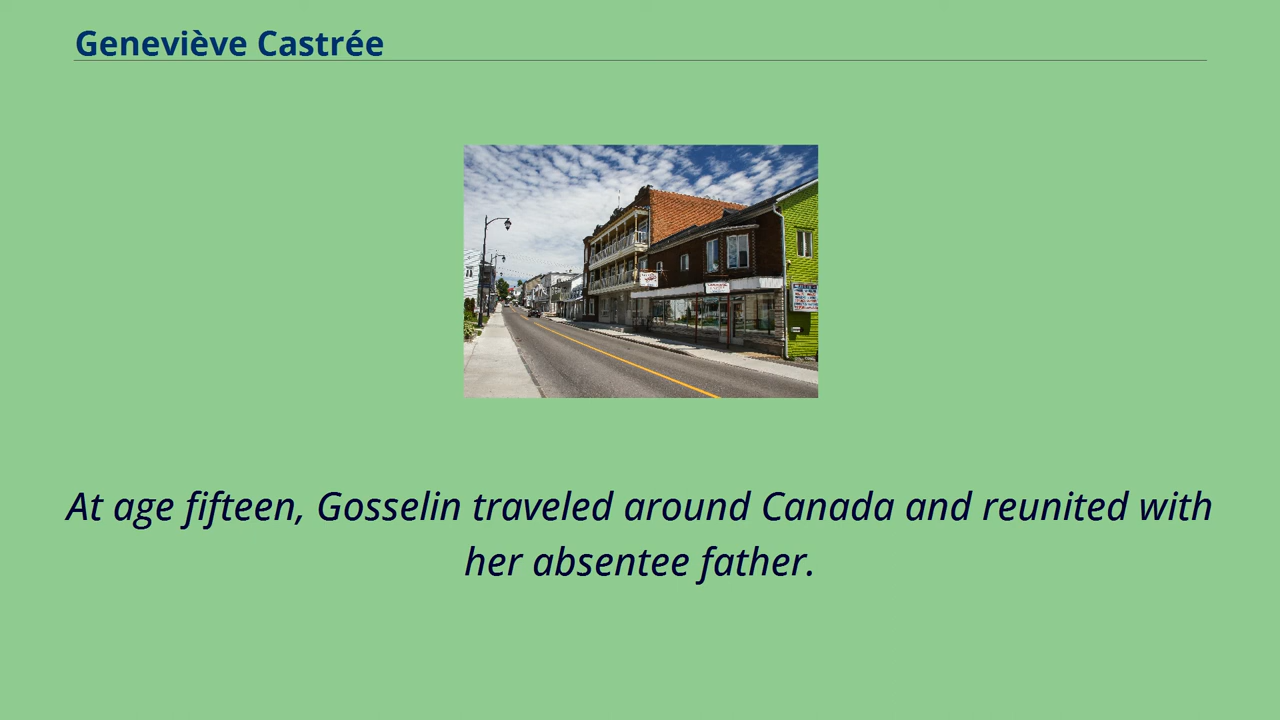 Geneviève Castrée
At age fifteen, Gosselin traveled around Canada and reunited with
her absentee father.